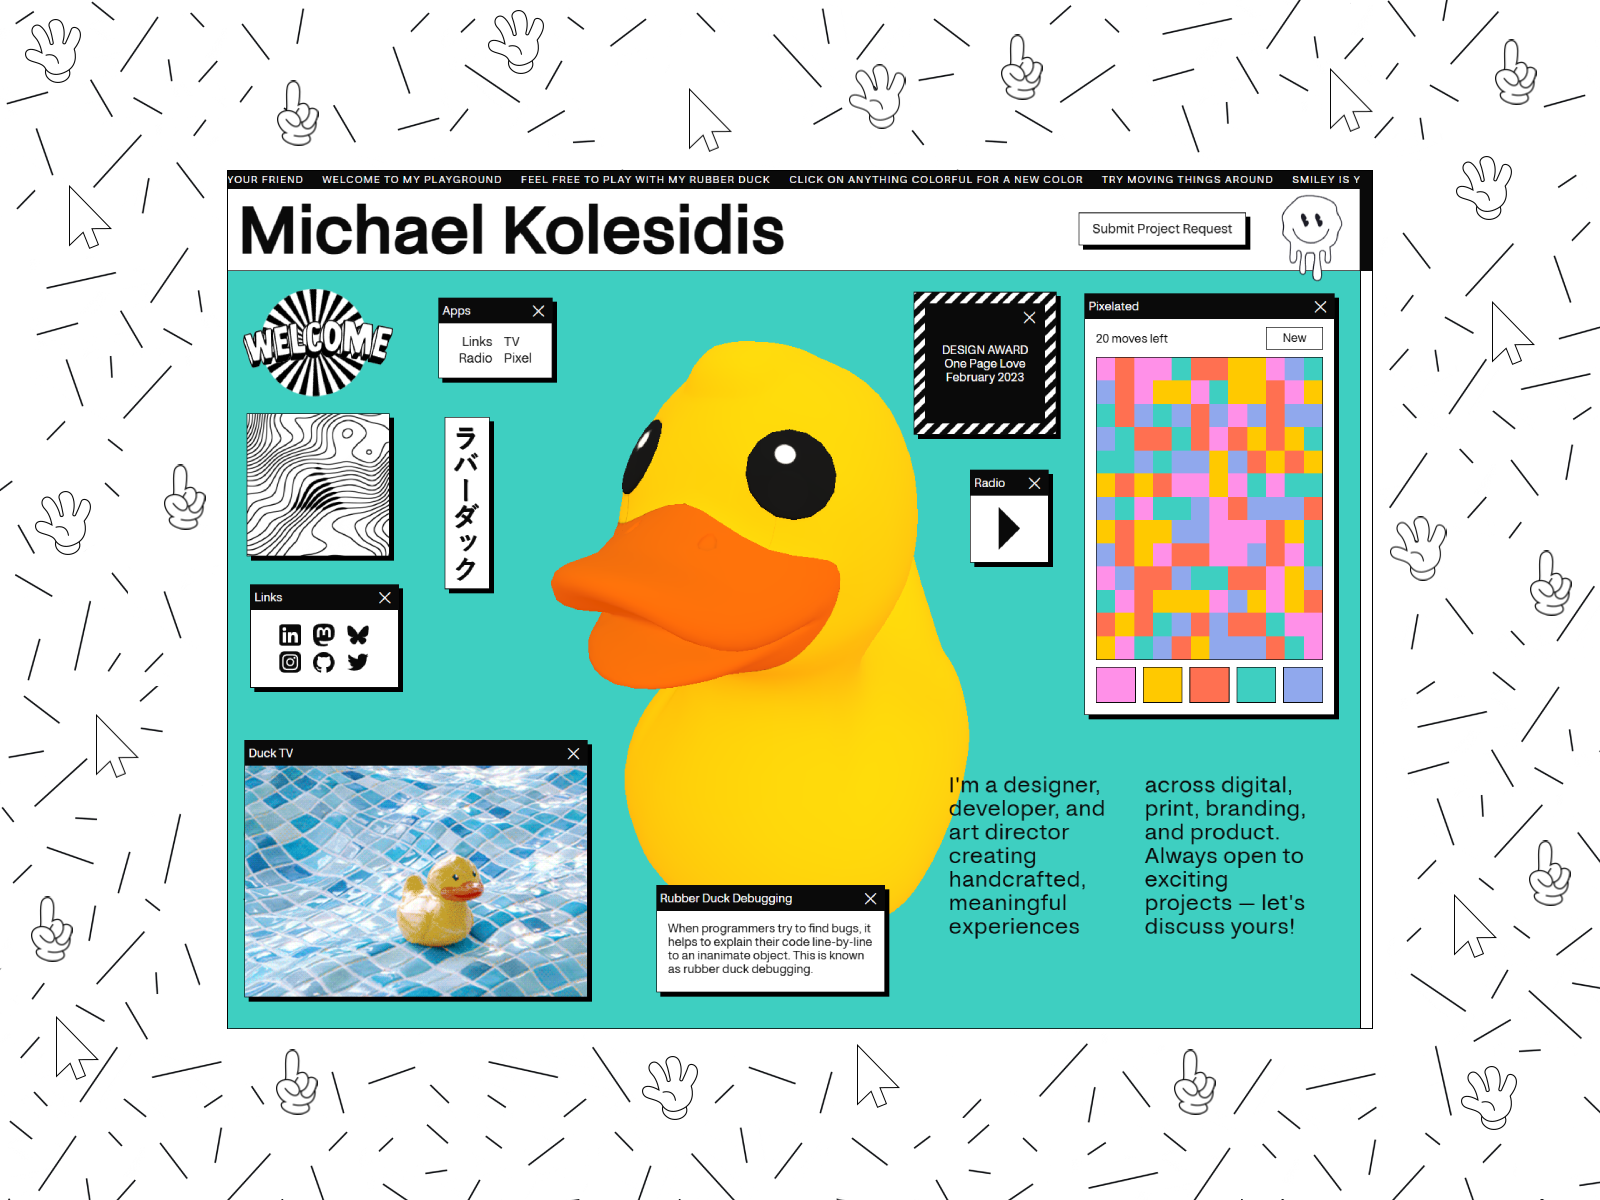 YOUR FRIEND WELCOME TO MY PLAYGROUND FEEL FREE TO PLAY WITH MY RUBBER DUCK CLICK ON ANYTHING COLORFUL FOR A NEW COLOR TRY MOVING THINGS AROUND SMILEY IS Y
Michael Kolesidis
Submit Project Request
WELCOME
Apps
Links TV
Radio Pixel
ラバーダック
Links
Duck TV
DESIGN AWARD
One Page Love
February 2023
Radio
Pixelated
20 moves left
New
Rubber Duck Debugging
When programmers try to find bugs, it
helps to explain their code line-by-line
to an inanimate object. This is known
as rubber duck debugging.
I'm a designer,
developer, and
art director
creating
handcrafted,
meaningful
experiences
across digital,
print, branding,
and product.
Always open to
exciting
projects — let's
discuss yours!